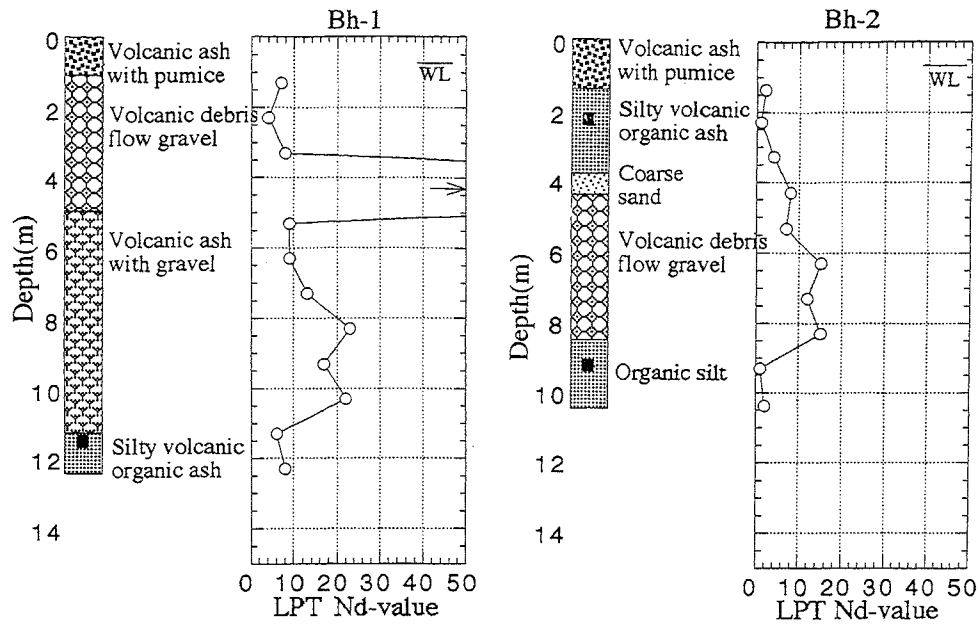 Bh-1
0
2
4
6
8
10
12
14
Depth(m)
Volcanic ash
with pumice
Volcanic debris
flow gravel
Volcanic ash
with gravel
Silty volcanic
organic ash
WL
0 10 20 30 40 50
LPT Nd-value
Bh-2
0
2
4
6
8
10
12
14
Depth(m)
Volcanic ash
with pumice
Silty volcanic
organic ash
Coarse
sand
Volcanic debris
flow gravel
Organic silt
WL
0 10 20 30 40 50
LPT Nd-value